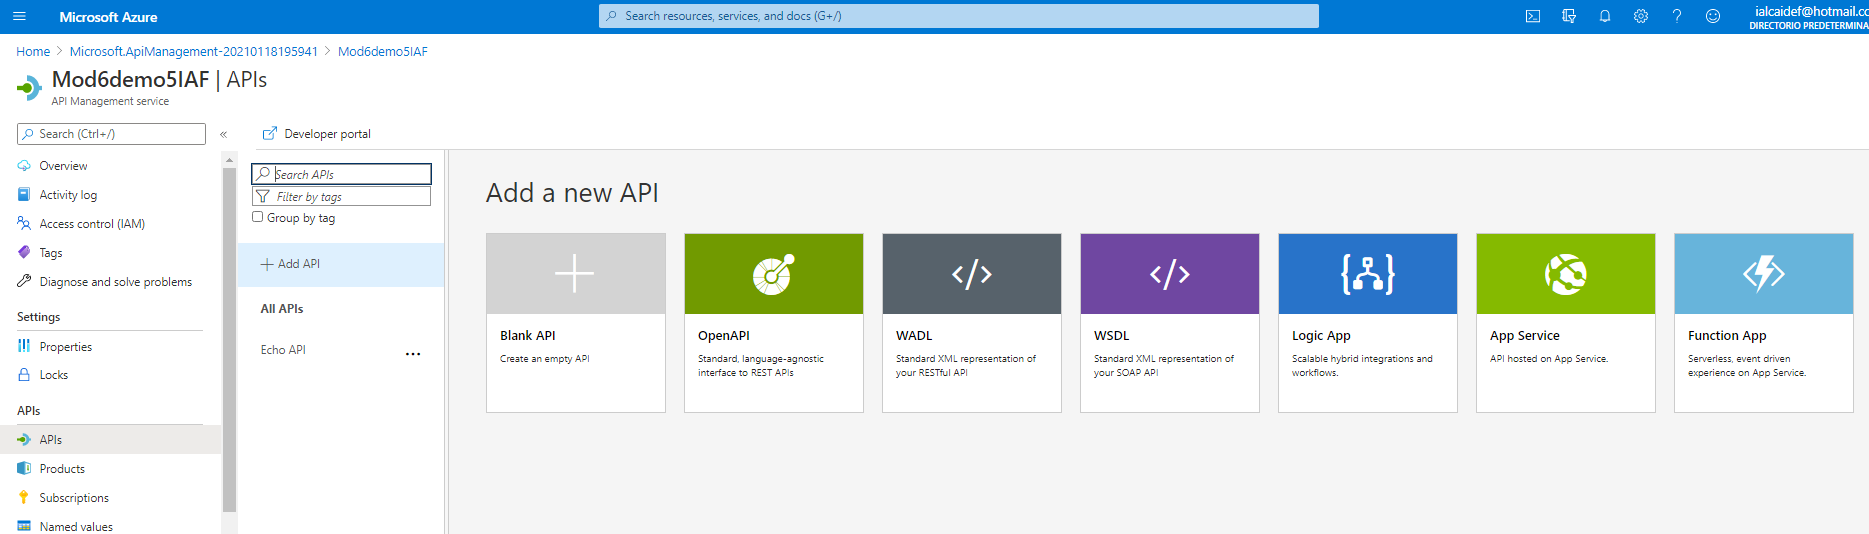 Microsoft Azure
Search resources, services, and docs (G+/)
ialcaidef@hotmail.co
DIRECTORIO PREDETERMINA
Home > Microsoft.ApiManagement-20210118195941 > Mod6demo5IAF
Mod6demo5IAF | APIs
API Management service
Search (Ctrl+/)
«
Overview
Activity log
Access control (IAM)
Tags
Diagnose and solve problems
Settings
Properties
Locks
APIs
APIs
Products
Subscriptions
Named values
Developer portal
Search APIs
Filter by tags
Group by tag
+ Add API
All APIs
Echo API
...
Add a new API
Blank API
Create an empty API
OpenAPI
Standard, language-agnostic
interface to REST APIs
</>
WADL
Standard XML representation of
your RESTful API
</>
WSDL
Standard XML representation of
your SOAP API
Logic App
Scalable hybrid integrations and
workflows.
App Service
API hosted on App Service.
Function App
Serverless, event driven
experience on App Service.